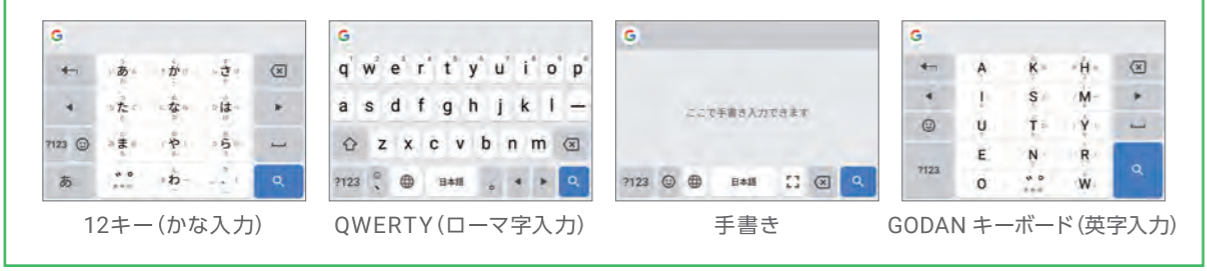 あ か さ
た な は
?123 ま や ら
あ わ
12キー（かな入力）
q w e r t y u i o p
a s d f g h j k l ー
z x c v b n m
?123 日本語 。
QWERTY（ローマ字入力）
ここで手書き入力できます
?123 日本語
手書き
A K H
I S M
U T Y
E N R
?123
O W
GODAN キーボード（英字入力）